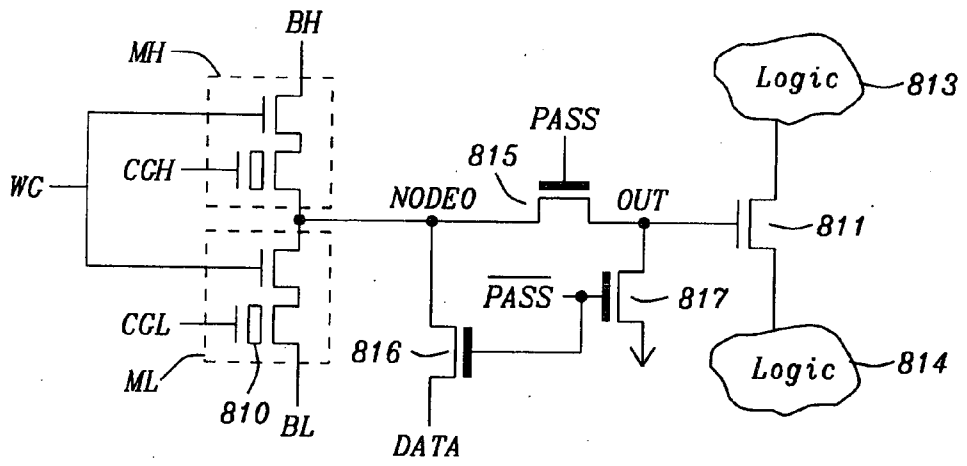 BH
MH
Logic
813
PASS
815
CGH
WG
NODE0
OUT
811
PASS
817
CGL
816
Logic
814
ML
810
BL
DATA